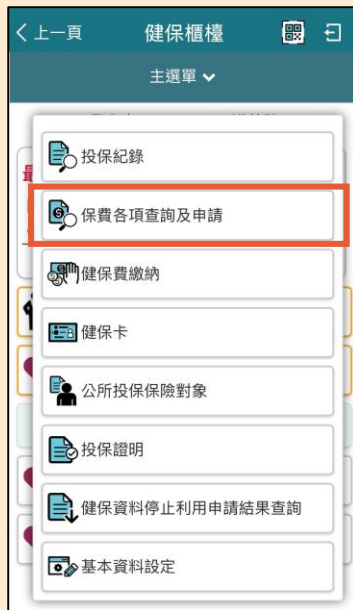 上一頁
健保櫃檯
主選單
投保紀錄
保費各項查詢及申請
健保費繳納
健保卡
公所投保保險對象
投保證明
健保資料停止利用申請結果查詢
基本資料設定